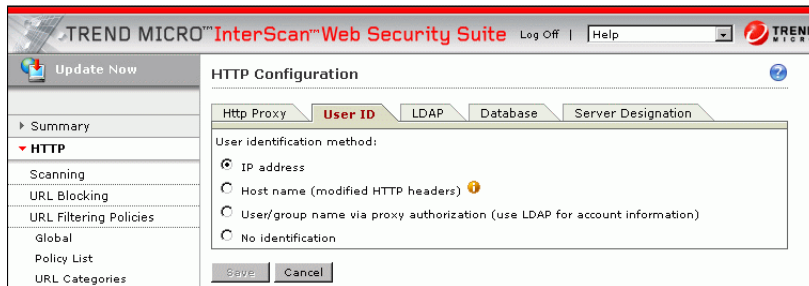 TREND MICRO™ InterScan™ Web Security Suite Log Off | Help
Update Now
Summary
HTTP
Scanning
URL Blocking
URL Filtering Policies
Global
Policy List
URL Categories
HTTP Configuration
Http Proxy User ID LDAP Database Server Designation
User identification method:
IP address
Host name (modified HTTP headers)
User/group name via proxy authorization (use LDAP for account information)
No identification
Save Cancel